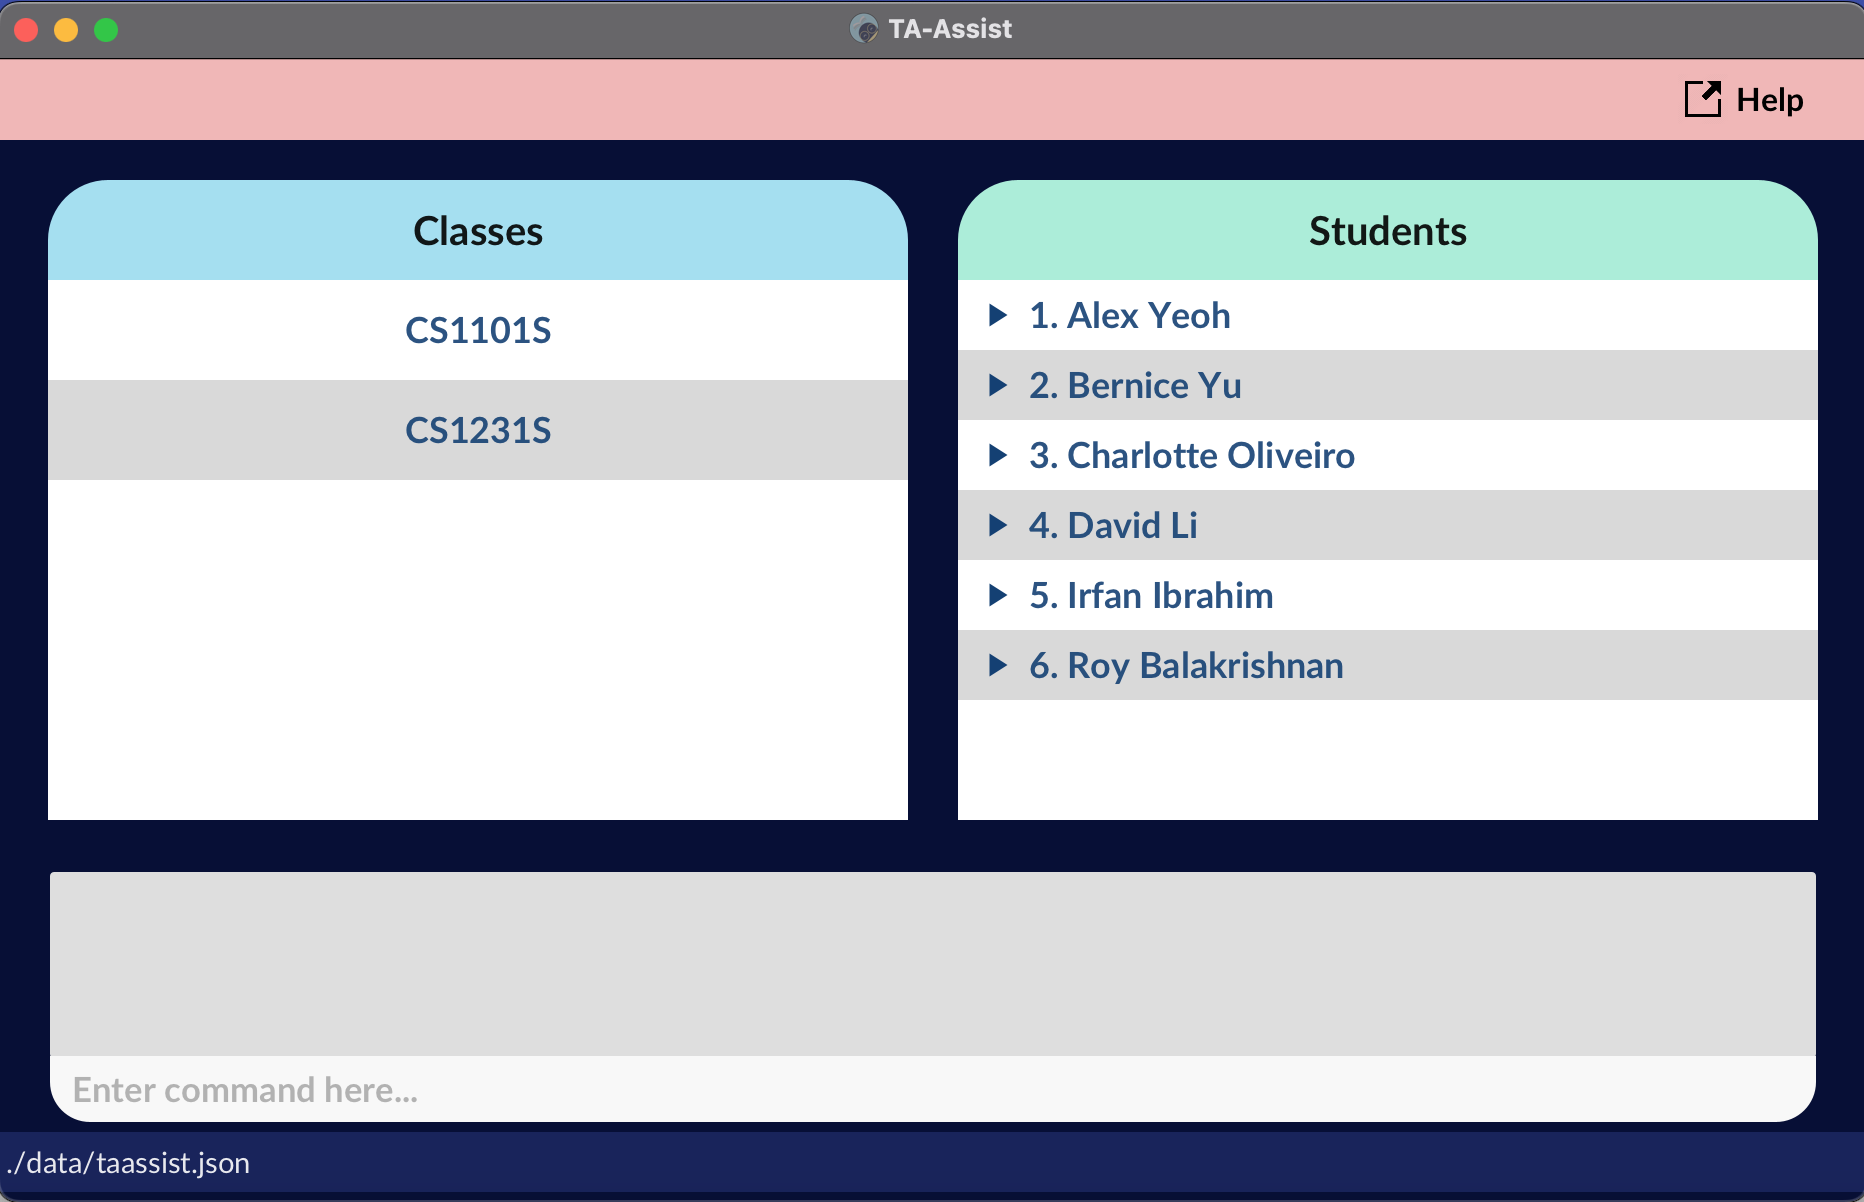 TA-Assist
Help
Classes
CS1101S
CS1231S
Students
1. Alex Yeoh
2. Bernice Yu
3. Charlotte Oliveiro
4. David Li
5. Irfan Ibrahim
6. Roy Balakrishnan
Enter command here...
./data/taassist.json